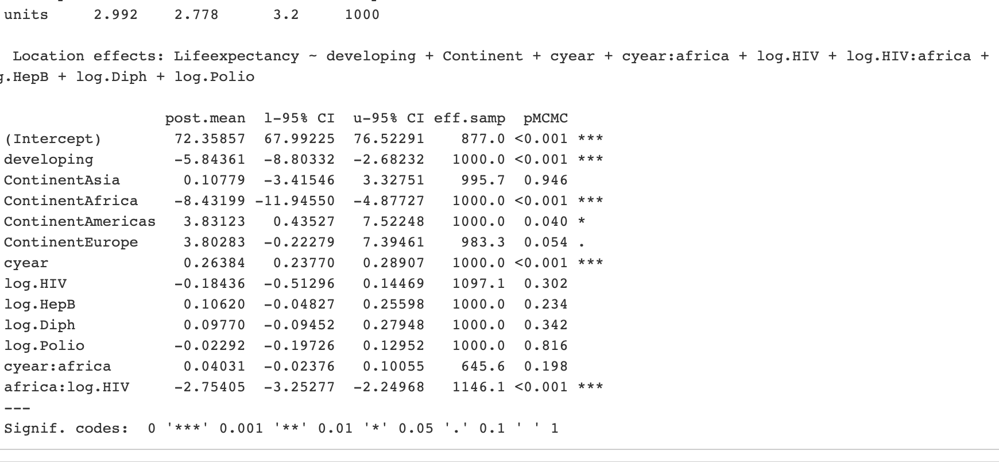 units 2.992 2.778 3.2 1000
Location effects: Lifeexpectancy ~ developing + Continent + cyear + cyear:africa + log.HIV + log.HIV:africa +
g.HepB + log.Diph + log.Polio
post.mean l-95% CI u-95% CI eff.samp pMCMC
(Intercept) 72.35857 67.99225 76.52291 877.0 <0.001 ***
developing -5.84361 -8.80332 -2.68232 1000.0 <0.001 ***
ContinentAsia 0.10779 -3.41546 3.32751 995.7 0.946
ContinentAfrica -8.43199 -11.94550 -4.87727 1000.0 <0.001 ***
ContinentAmericas 3.83123 0.43527 7.52248 1000.0 0.040 *
ContinentEurope 3.80283 -0.22279 7.39461 983.3 0.054 .
cyear 0.26384 0.23770 0.28907 1000.0 <0.001 ***
log.HIV -0.18436 -0.51296 0.14469 1097.1 0.302
log.HepB 0.10620 -0.04827 0.25598 1000.0 0.234
log.Diph 0.09770 -0.09452 0.27948 1000.0 0.342
log.Polio -0.02292 -0.19726 0.12952 1000.0 0.816
cyear:africa 0.04031 -0.02376 0.10055 645.6 0.198
africa:log.HIV -2.75405 -3.25277 -2.24968 1146.1 <0.001 ***
---
Signif. codes: 0 '***' 0.001 '**' 0.01 '*' 0.05 '.' 0.1 ' ' 1